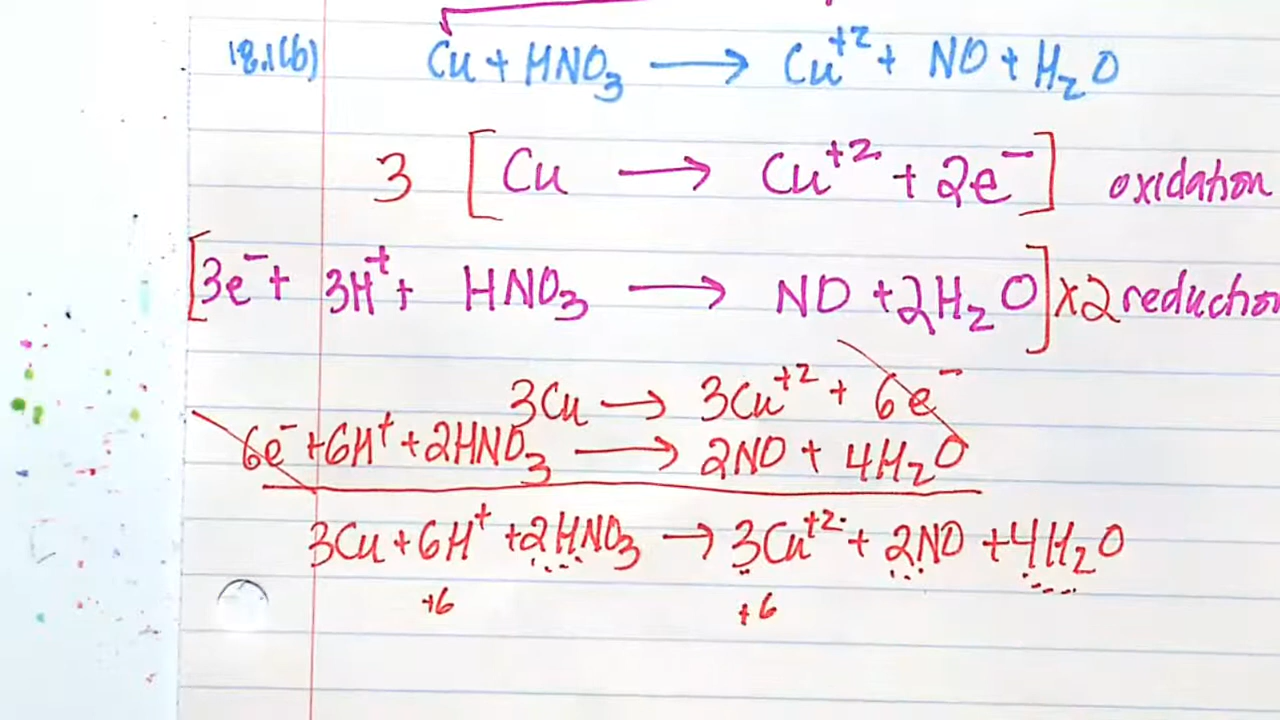 18.1(b) Cu + HNO₃ → Cu⁺² + NO + H₂O
3 [Cu → Cu⁺² + 2e⁻] oxidation
[3e⁻ + 3H⁺ + HNO₃ → NO + 2H₂O] x2 reduction
3Cu → 3Cu⁺² + 6e⁻
6e⁻ + 6H⁺ + 2HNO₃ → 2NO + 4H₂O
3Cu + 6H⁺ + 2HNO₃ → 3Cu⁺² + 2NO + 4H₂O
+6 +6